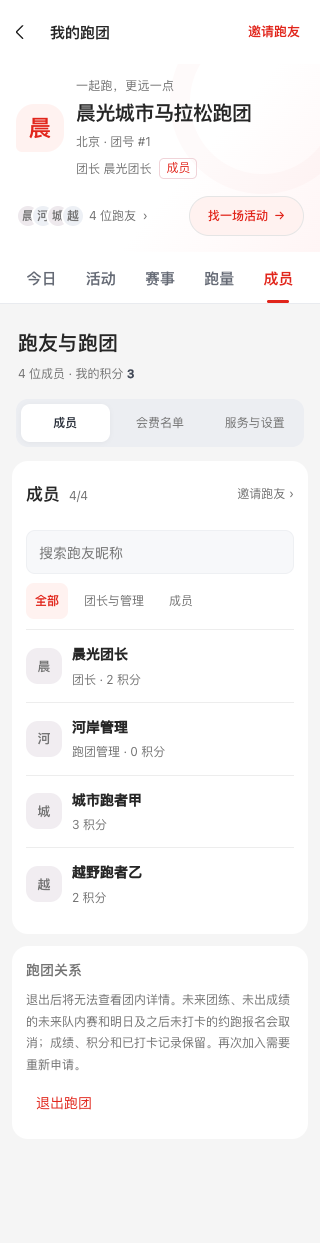 我的跑团
邀请跑友
一起跑，更远一点
晨
晨光城市马拉松跑团
北京 · 团号 #1
团长 晨光团长 成员
晨 河 城 越 4 位跑友 ›
找一场活动 →
今日 活动 赛事 跑量 成员
跑友与跑团
4 位成员 · 我的积分 3
成员 会费名单 服务与设置
成员 4/4
邀请跑友 ›
搜索跑友昵称
全部 团长与管理 成员
晨
晨光团长
团长 · 2 积分
河
河岸管理
跑团管理 · 0 积分
城
城市跑者甲
3 积分
越
越野跑者乙
2 积分
跑团关系
退出后将无法查看团内详情。未来团练、未出成绩
的未来队内赛和明日及之后未打卡的约跑报名会取
消；成绩、积分和已打卡记录保留。再次加入需要
重新申请。
退出跑团